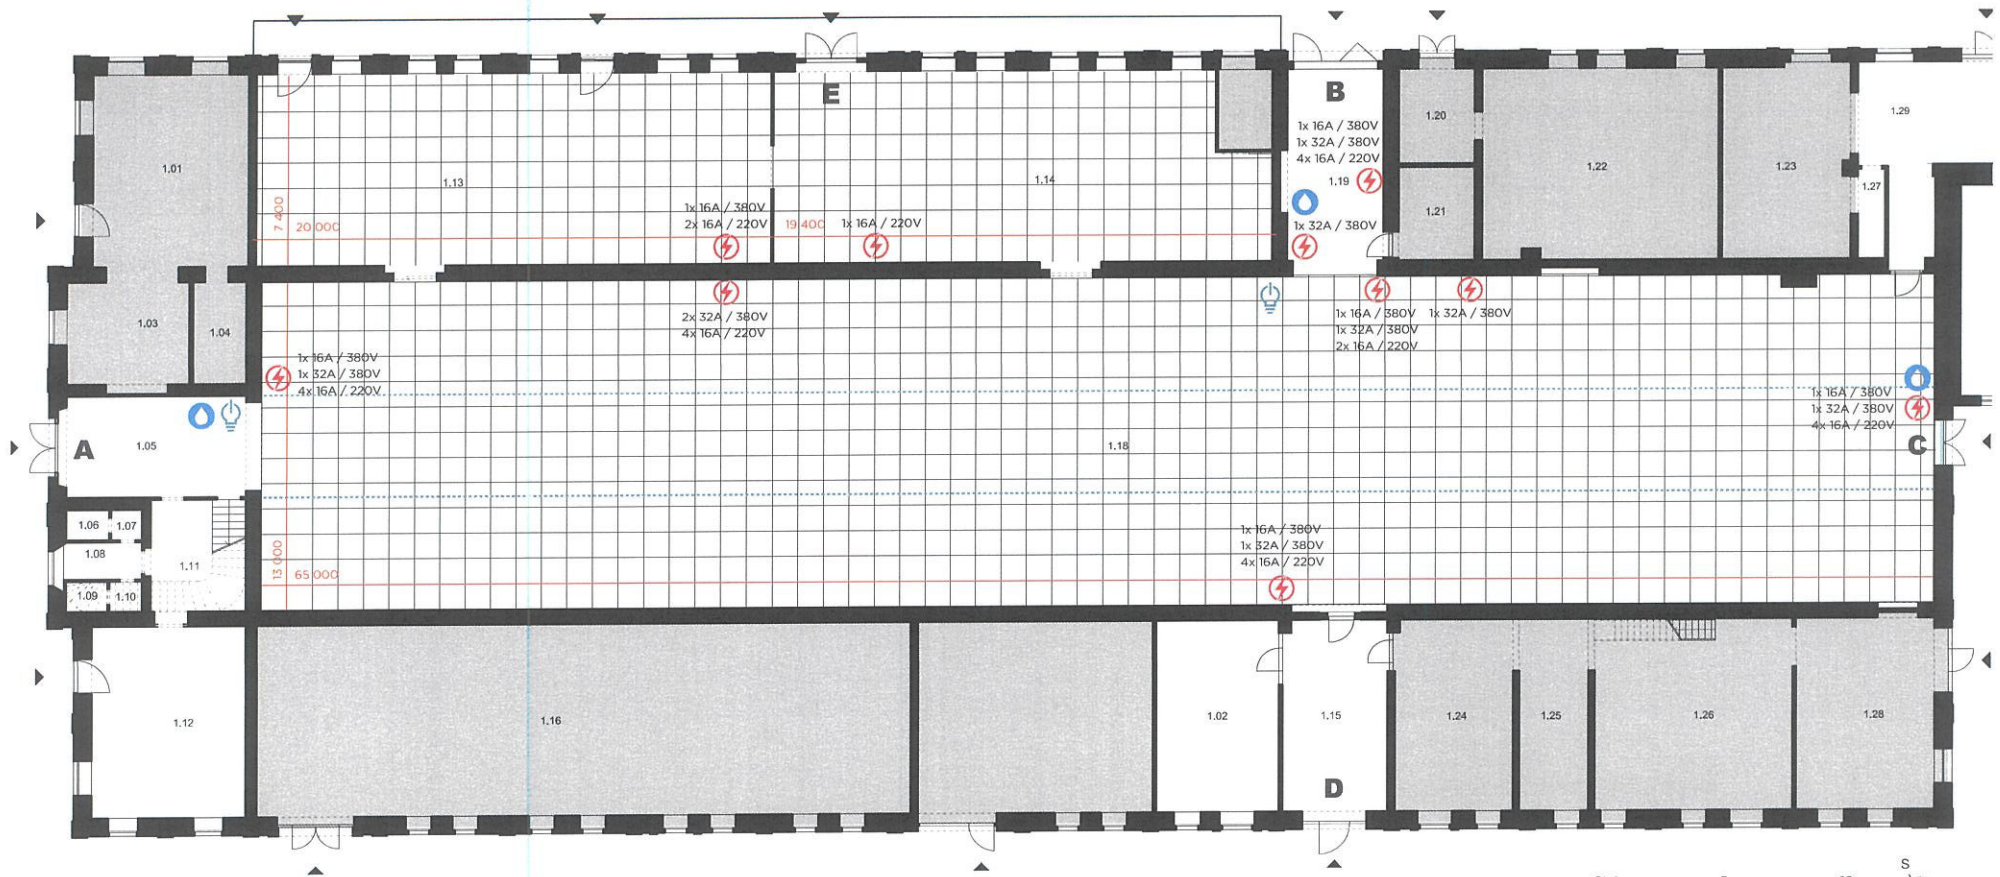 E
B
1x 16A / 380V
1x 32A / 380V
4x 16A / 220V
1.19
1x 32A / 380V
1.01
1.13
1.14
1.20
1.21
1.22
1.23
1.27
1.29
7 400
20 000
1x 16A / 380V
2x 16A / 220V
19 400
1x 16A / 220V
1.03
1.04
2x 32A / 380V
4x 16A / 220V
1x 16A / 380V
1x 32A / 380V
2x 16A / 220V
1x 32A / 380V
1x 16A / 380V
1x 32A / 380V
4x 16A / 220V
1x 16A / 380V
1x 32A / 380V
4x 16A / 220V
A
1.05
1.18
C
1.06
1.07
1.08
1.09
1.10
1.11
13 000
65 000
1x 16A / 380V
1x 32A / 380V
4x 16A / 220V
1.12
1.16
1.02
1.15
D
1.24
1.25
1.26
1.28
S